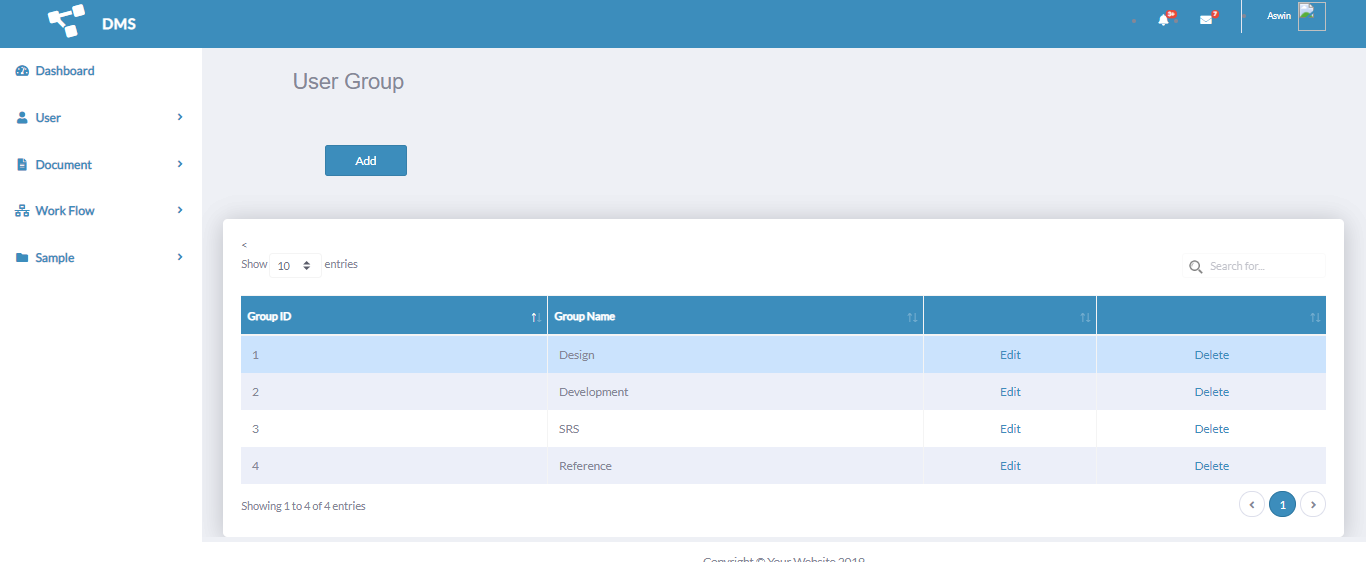 DMS
3+
7
Aswin
Dashboard
User
Document
Work Flow
Sample
User Group
Add
<
Show 10 entries
Search for...
Group ID Group Name
1 Design Edit Delete
2 Development Edit Delete
3 SRS Edit Delete
4 Reference Edit Delete
Showing 1 to 4 of 4 entries
1
Copyright © Your Website 2019